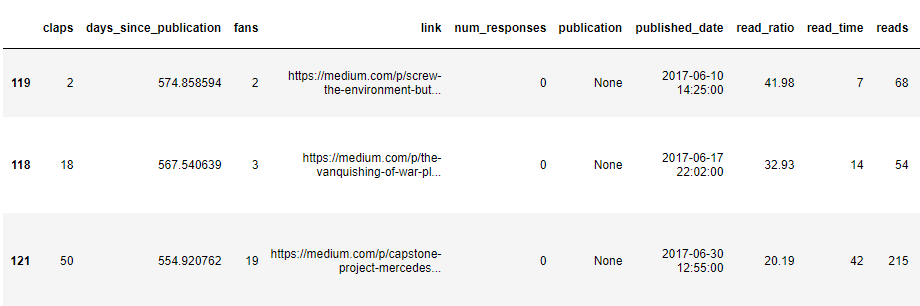 claps days_since_publication fans link num_responses publication published_date read_ratio read_time reads
119 2 574.858594 2 https://medium.com/p/screw-the-environment-but... 0 None 2017-06-10 14:25:00 41.98 7 68
118 18 567.540639 3 https://medium.com/p/the-vanquishing-of-war-pl... 0 None 2017-06-17 22:02:00 32.93 14 54
121 50 554.920762 19 https://medium.com/p/capstone-project-mercedes... 0 None 2017-06-30 12:55:00 20.19 42 215